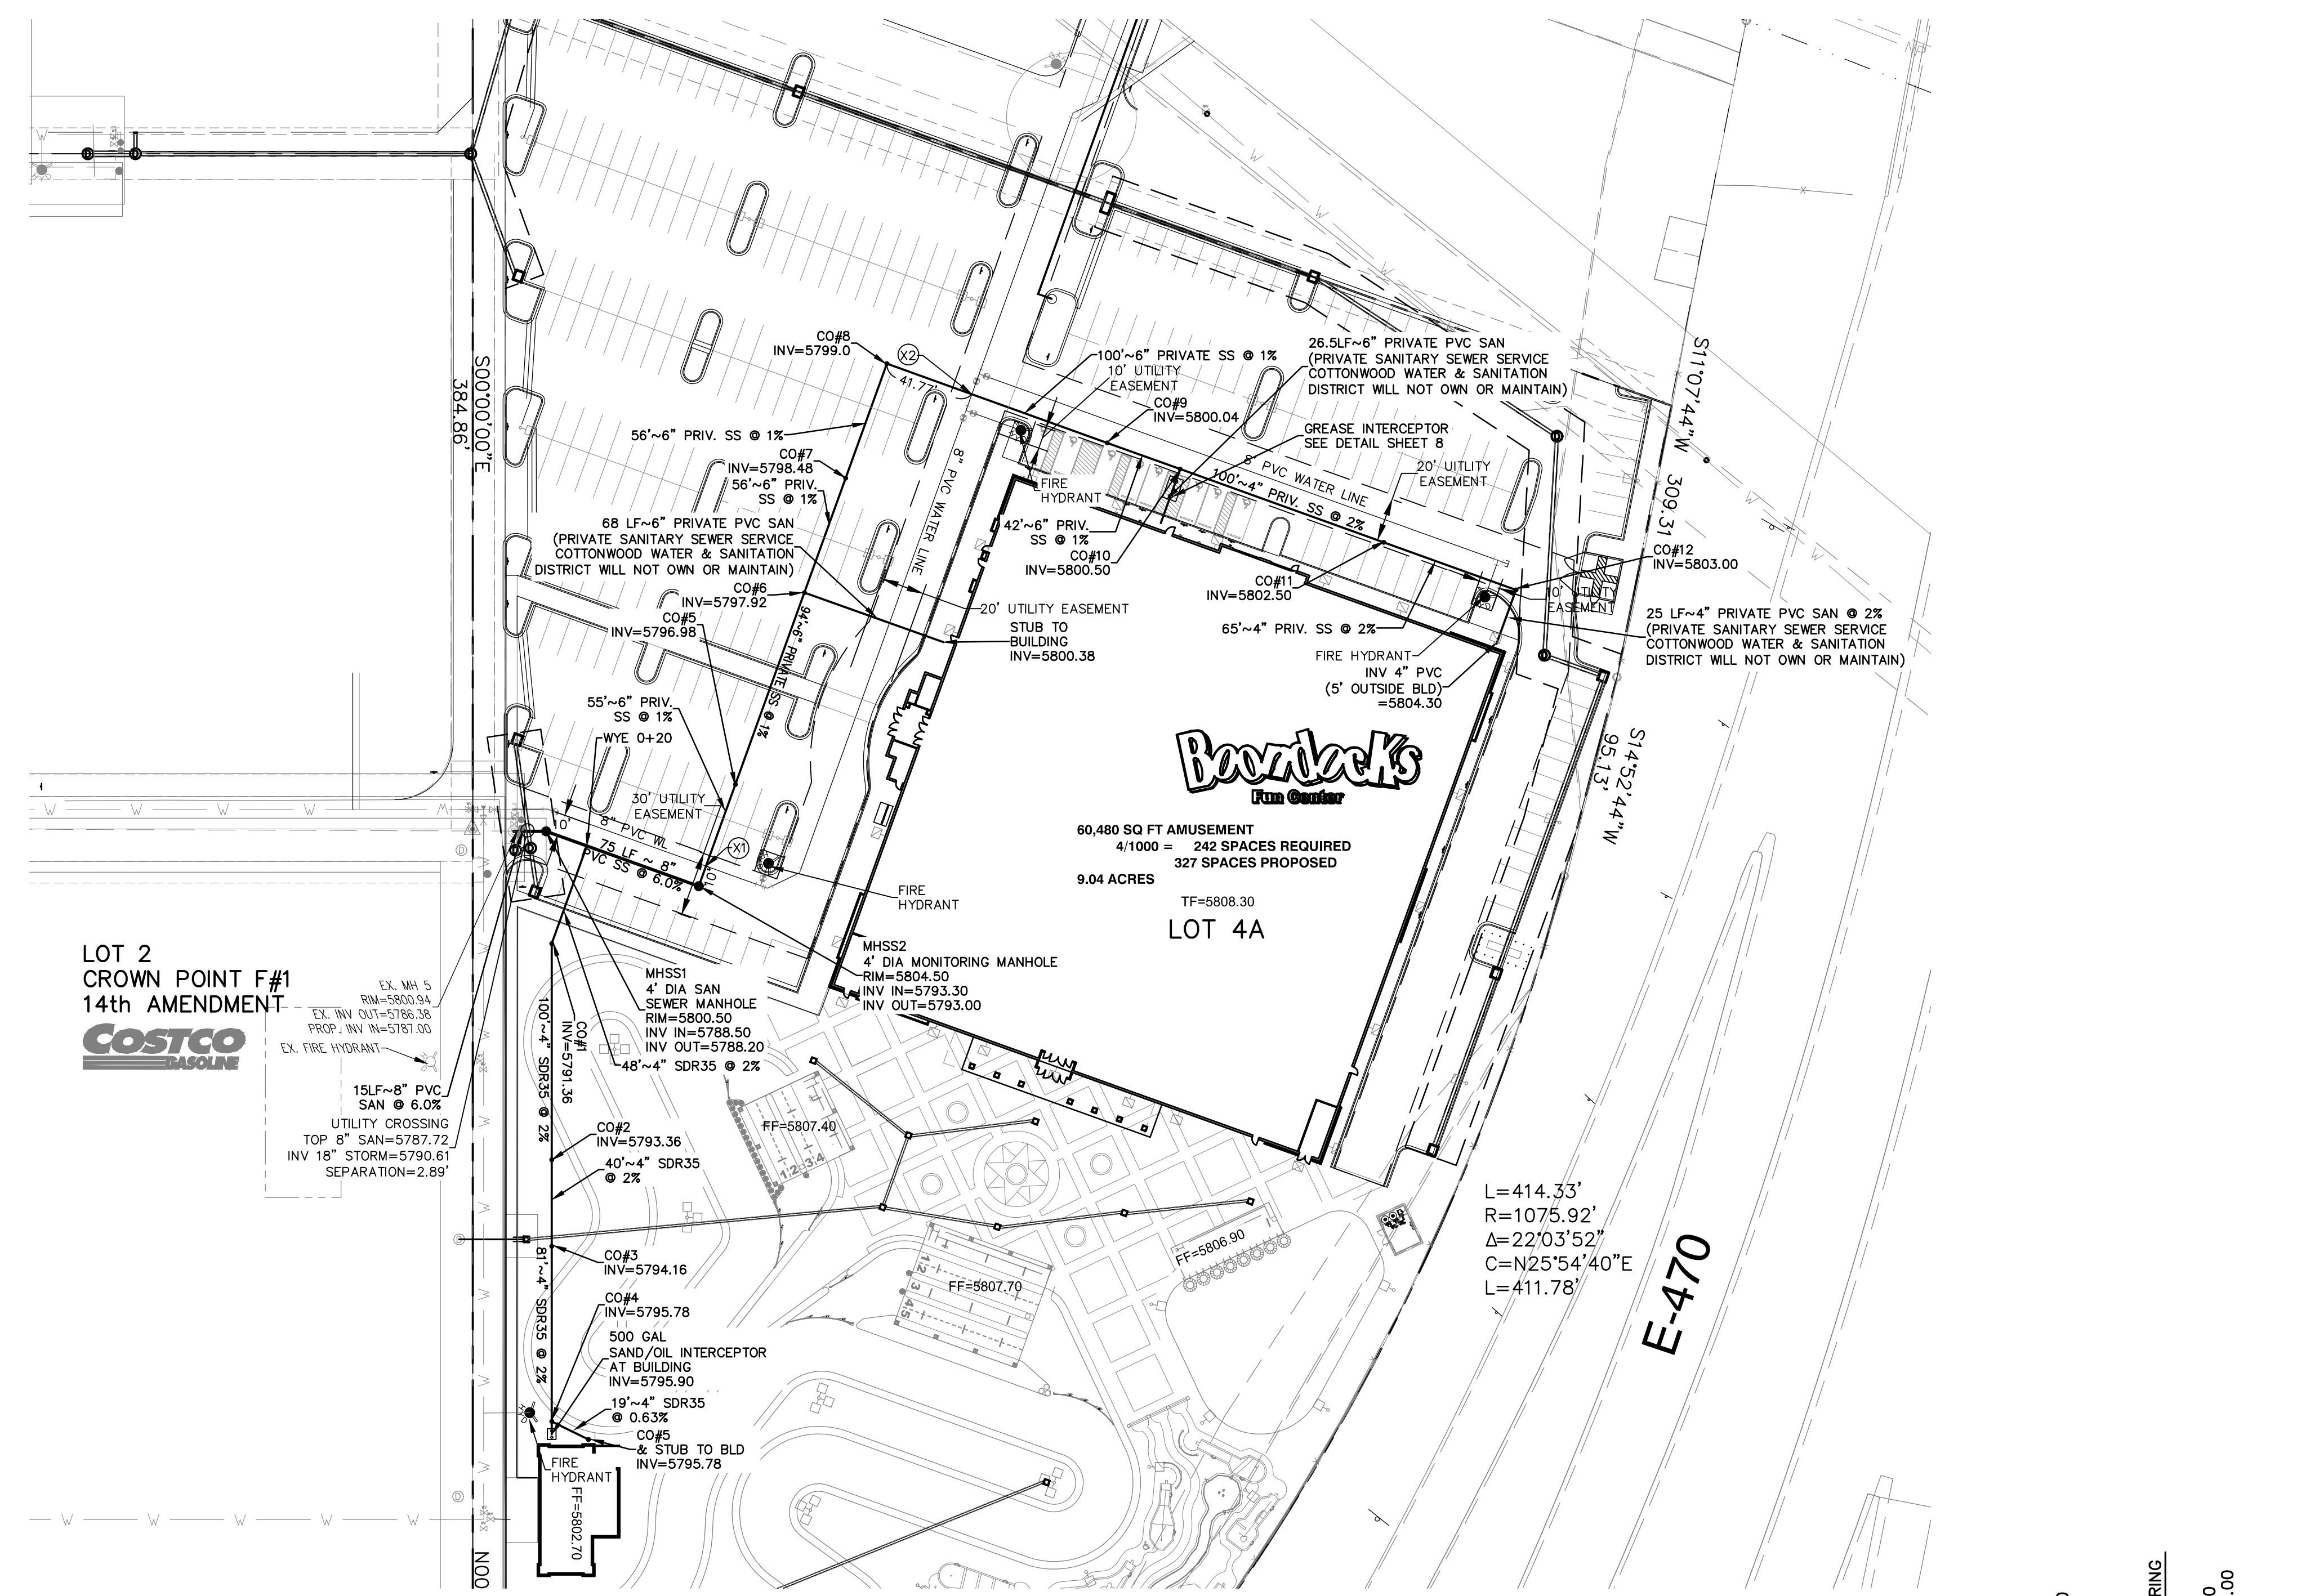 S00°00'00"E
384.86'
CO#8
INV=5799.0
X2
41.77'
100'~6" PRIVATE SS @ 1%
10' UTILITY
EASEMENT
CO#9
INV=5800.04
26.5LF~6" PRIVATE PVC SAN
(PRIVATE SANITARY SEWER SERVICE
COTTONWOOD WATER & SANITATION
DISTRICT WILL NOT OWN OR MAINTAIN)
GREASE INTERCEPTOR
SEE DETAIL SHEET 8
S11°07'44"W
309.31
56'~6" PRIV. SS @ 1%
CO#7
INV=5798.48
56'~6" PRIV.
SS @ 1%
8" PVC WATER LINE
FIRE
HYDRANT
8' PVC WATER LINE
100'~4" PRIV. SS @ 2%
20' UITLITY
EASEMENT
68 LF~6" PRIVATE PVC SAN
(PRIVATE SANITARY SEWER SERVICE
COTTONWOOD WATER & SANITATION
DISTRICT WILL NOT OWN OR MAINTAIN)
42'~6" PRIV.
SS @ 1%
CO#10
INV=5800.50
CO#11
INV=5802.50
CO#12
INV=5803.00
10' UTILITY
EASEMENT
CO#6
INV=5797.92
CO#5
INV=5796.98
94~6" PRIVATE SS @ 1%
20' UTILITY EASEMENT
STUB TO
BUILDING
INV=5800.38
65'~4" PRIV. SS @ 2%
FIRE HYDRANT
INV 4" PVC
(5' OUTSIDE BLD)
=5804.30
25 LF~4" PRIVATE PVC SAN @ 2%
(PRIVATE SANITARY SEWER SERVICE
COTTONWOOD WATER & SANITATION
DISTRICT WILL NOT OWN OR MAINTAIN)
55'~6" PRIV.
SS @ 1%
WYE 0+20
S14°52'44"W
95.13'
Boondocks
Fun Center
30' UTILITY
EASEMENT
10'
8" PVC WL
75 LF ~ 8"
PVC SS @ 6.0%
X1
10'
60,480 SQ FT AMUSEMENT
4/1000 = 242 SPACES REQUIRED
327 SPACES PROPOSED
9.04 ACRES
TF=5808.30
LOT 4A
FIRE
HYDRANT
LOT 2
CROWN POINT F#1
14th AMENDMENT
COSTCO
GASOLINE
EX. MH 5
RIM=5800.94
EX. INV OUT=5786.38
PROP. INV IN=5787.00
EX. FIRE HYDRANT
MHSS1
4' DIA SAN
SEWER MANHOLE
RIM=5800.50
INV IN=5788.50
INV OUT=5788.20
48'~4" SDR35 @ 2%
MHSS2
4' DIA MONITORING MANHOLE
RIM=5804.50
INV IN=5793.30
INV OUT=5793.00
100'~4" SDR35 @ 2%
CO#1
INV=5791.36
15LF~8" PVC
SAN @ 6.0%
UTILITY CROSSING
TOP 8" SAN=5787.72
INV 18" STORM=5790.61
SEPARATION=2.89'
CO#2
INV=5793.36
40'~4" SDR35
@ 2%
FF=5807.40
1 2 3 4
CO#3
INV=5794.16
81'~4" SDR35 @ 2%
CO#4
INV=5795.78
500 GAL
SAND/OIL INTERCEPTOR
AT BUILDING
INV=5795.90
19'~4" SDR35
@ 0.63%
CO#5
& STUB TO BLD
INV=5795.78
FIRE
HYDRANT
FF=5802.70
FF=5807.70
1 2 3 4 5
FF=5806.90
L=414.33'
R=1075.92'
Δ=22°03'52"
C=N25°54'40"E
L=411.78'
E-470
N00
RING
.00